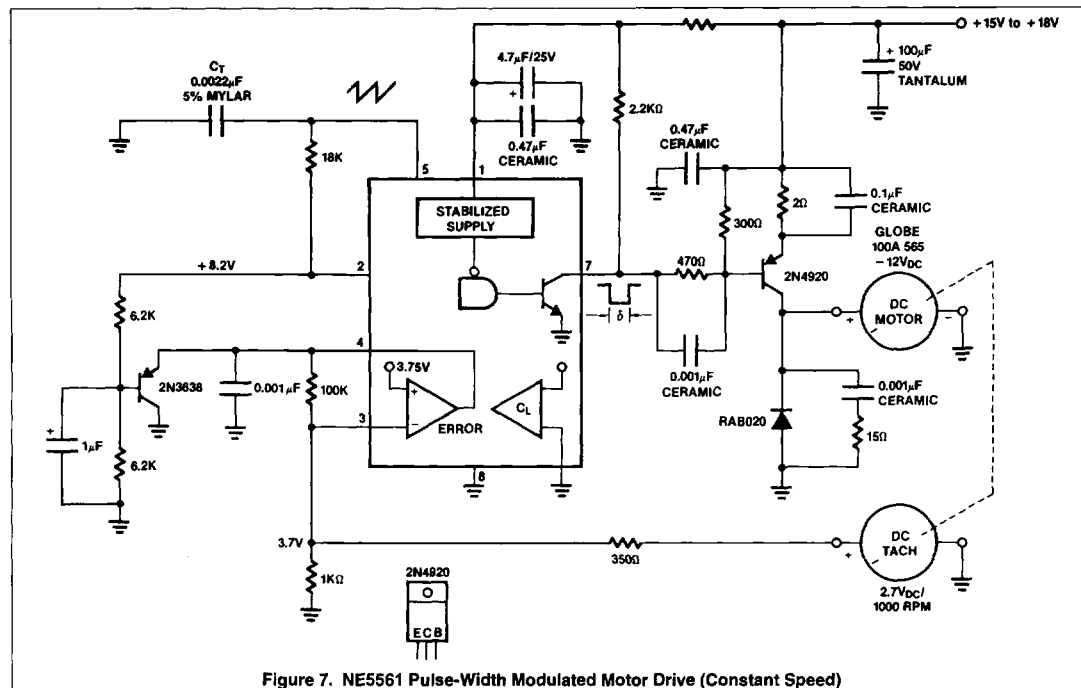 +15V to +18V
4.7µF/25V
+
+ 100µF
50V
TANTALUM
CT
0.0022µF
5% MYLAR
2.2KΩ
0.47µF
CERAMIC
0.47µF
CERAMIC
18K
5
1
STABILIZED
SUPPLY
300Ω
2Ω
0.1µF
CERAMIC
GLOBE
100A 565
–12VDC
+8.2V
2
7
470Ω
2N4920
DC
MOTOR
+
–
δ
6.2K
4
3.75V
2N3638
0.001µF
100K
+
–
ERROR
CL
0.001µF
CERAMIC
0.001µF
CERAMIC
3
+
1µF
6.2K
RAB020
15Ω
8
3.7V
350Ω
DC
TACH
+
1KΩ
2N4920
E C B
2.7VDC/
1000 RPM
Figure 7. NE5561 Pulse-Width Modulated Motor Drive (Constant Speed)